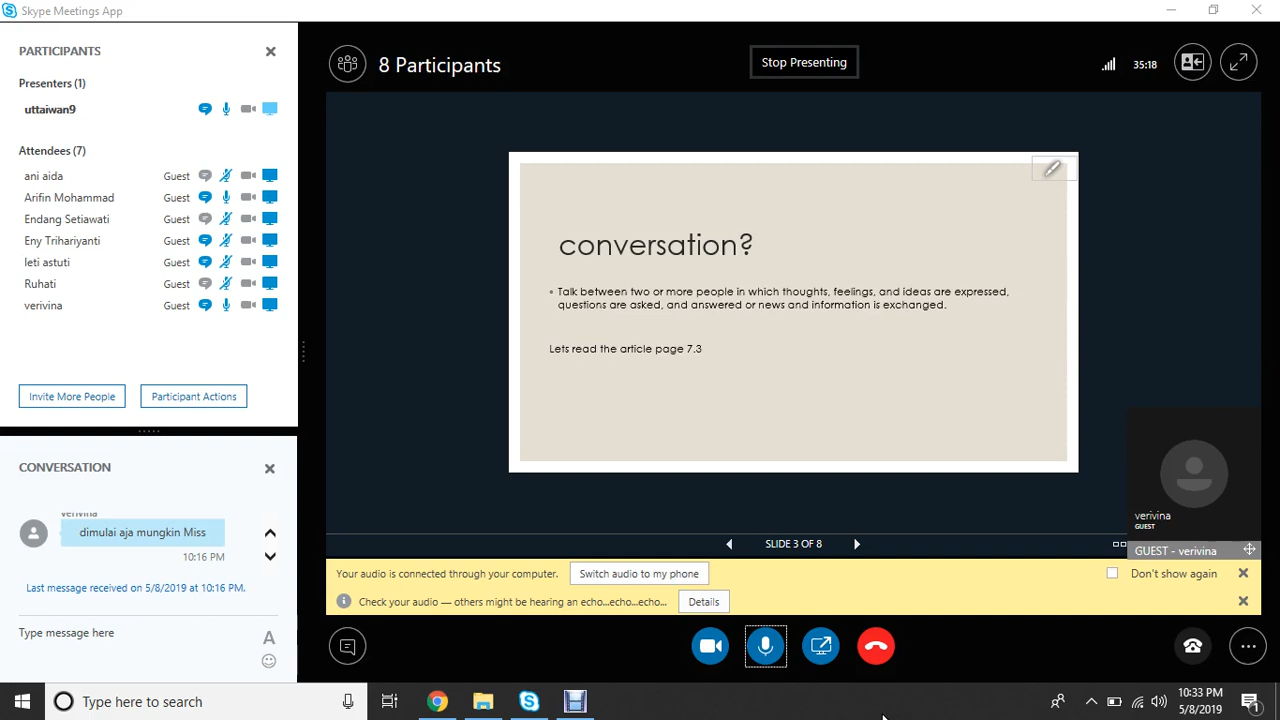 Skype Meetings App
PARTICIPANTS
Presenters (1)
uttaiwan9
Attendees (7)
ani aida Guest
Arifin Mohammad Guest
Endang Setiawati Guest
Eny Trihariyanti Guest
leti astuti Guest
Ruhati Guest
verivina Guest
Invite More People Participant Actions
CONVERSATION
verivina
dimulai aja mungkin Miss
10:16 PM
Last message received on 5/8/2019 at 10:16 PM.
Type message here
A
8 Participants
Stop Presenting
35:18
conversation?
◦ Talk between two or more people in which thoughts, feelings, and ideas are expressed,
questions are asked, and answered or news and information is exchanged.
Lets read the article page 7.3
verivina
GUEST
GUEST - verivina
SLIDE 3 OF 8
Your audio is connected through your computer. Switch audio to my phone Don't show again
Check your audio — others might be hearing an echo...echo...echo... Details
Type here to search
10:33 PM
5/8/2019
1